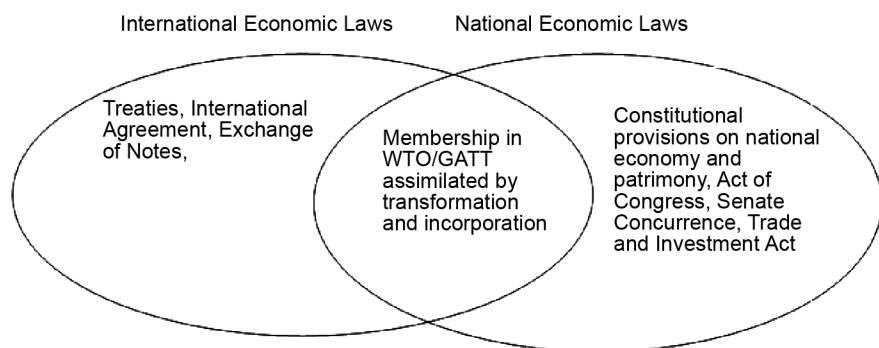 International Economic Laws
National Economic Laws
Treaties, International
Agreement, Exchange
of Notes,
Membership in
WTO/GATT
assimilated by
transformation
and incorporation
Constitutional
provisions on national
economy and
patrimony, Act of
Congress, Senate
Concurrence, Trade
and Investment Act